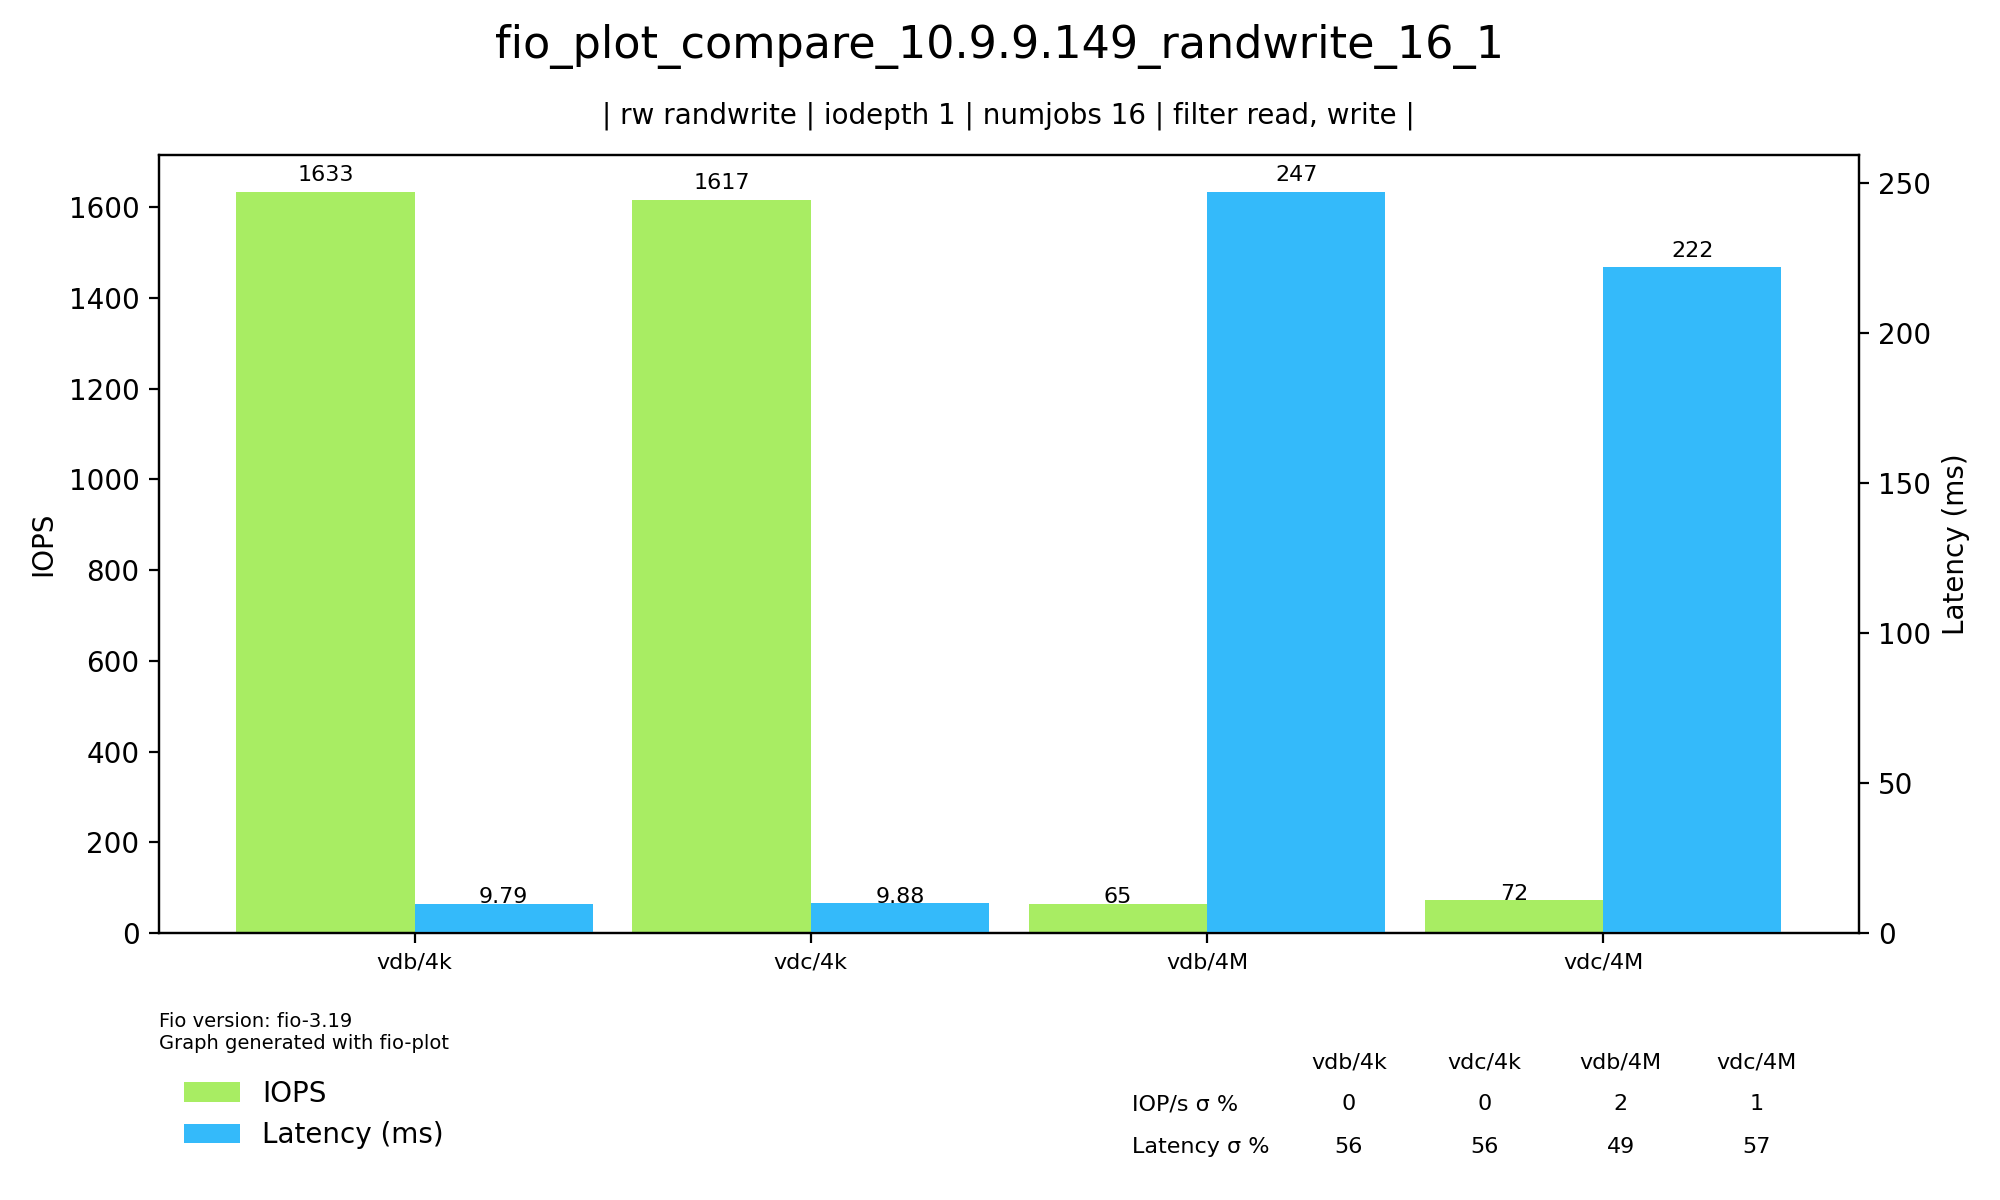 fio_plot_compare_10.9.9.149_randwrite_16_1
| rw randwrite | iodepth 1 | numjobs 16 | filter read, write |
1633
1617
247
222
9.79
9.88
65
72
1600
1400
1200
1000
800
600
400
200
0
IOPS
250
200
150
100
50
0
Latency (ms)
vdb/4k vdc/4k vdb/4M vdc/4M
Fio version: fio-3.19
Graph generated with fio-plot
IOPS
Latency (ms)
vdb/4k vdc/4k vdb/4M vdc/4M
IOP/s σ % 0 0 2 1
Latency σ % 56 56 49 57